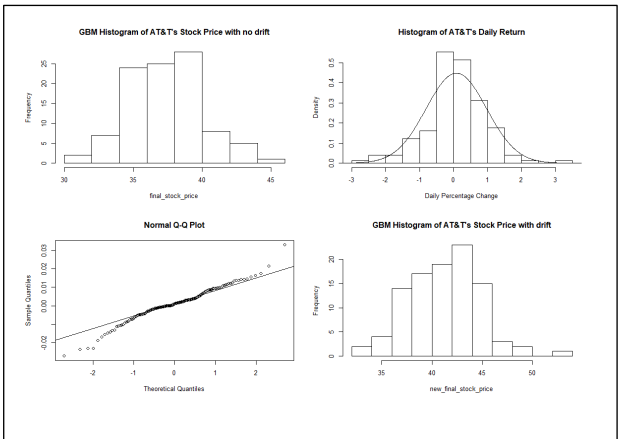 GBM Histogram of AT&T's Stock Price with no drift
Frequency
0 5 10 15 20 25
30 35 40 45
final_stock_price
Histogram of AT&T's Daily Return
Density
0.0 0.1 0.2 0.3 0.4 0.5
-3 -2 -1 0 1 2 3
Daily Percentage Change
Normal Q-Q Plot
Sample Quantiles
-0.02 0.00 0.01 0.02 0.03
-2 -1 0 1 2
Theoretical Quantiles
GBM Histogram of AT&T's Stock Price with drift
Frequency
0 5 10 15 20
35 40 45 50
new_final_stock_price